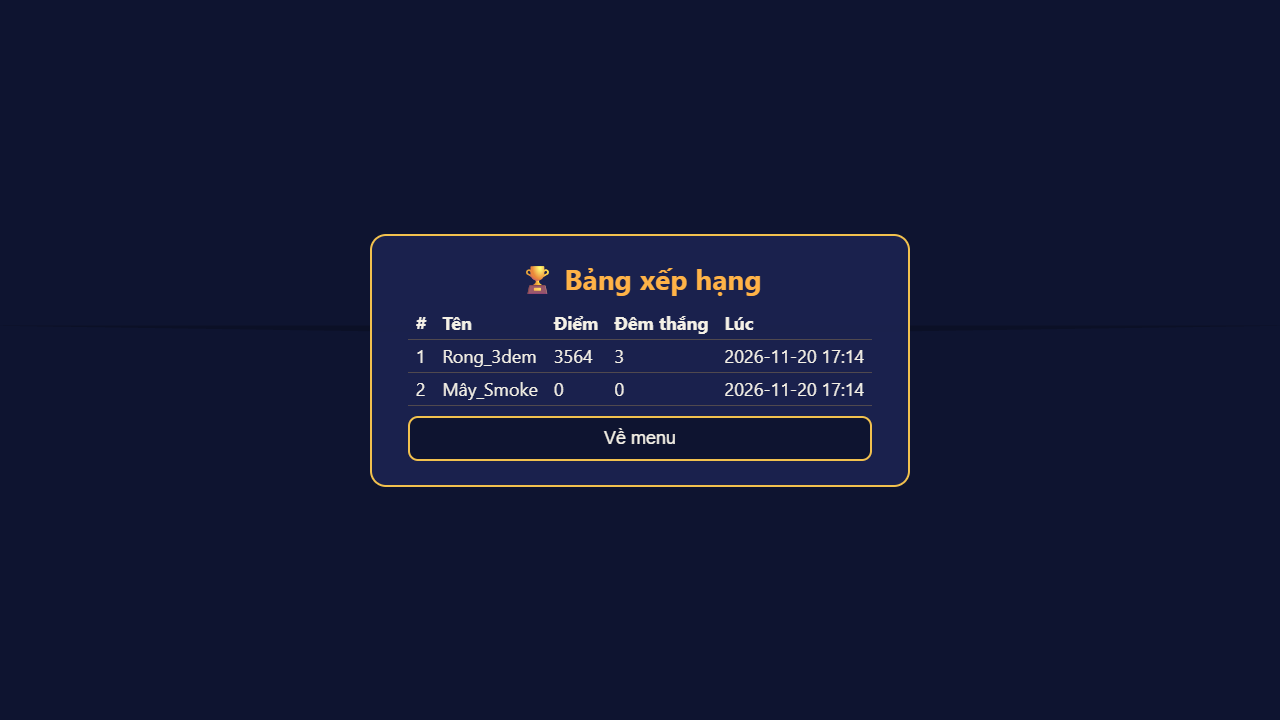 🏆 Bảng xếp hạng
# Tên Điểm Đêm thắng Lúc
1 Rong_3dem 3564 3 2026-11-20 17:14
2 Mây_Smoke 0 0 2026-11-20 17:14
Về menu